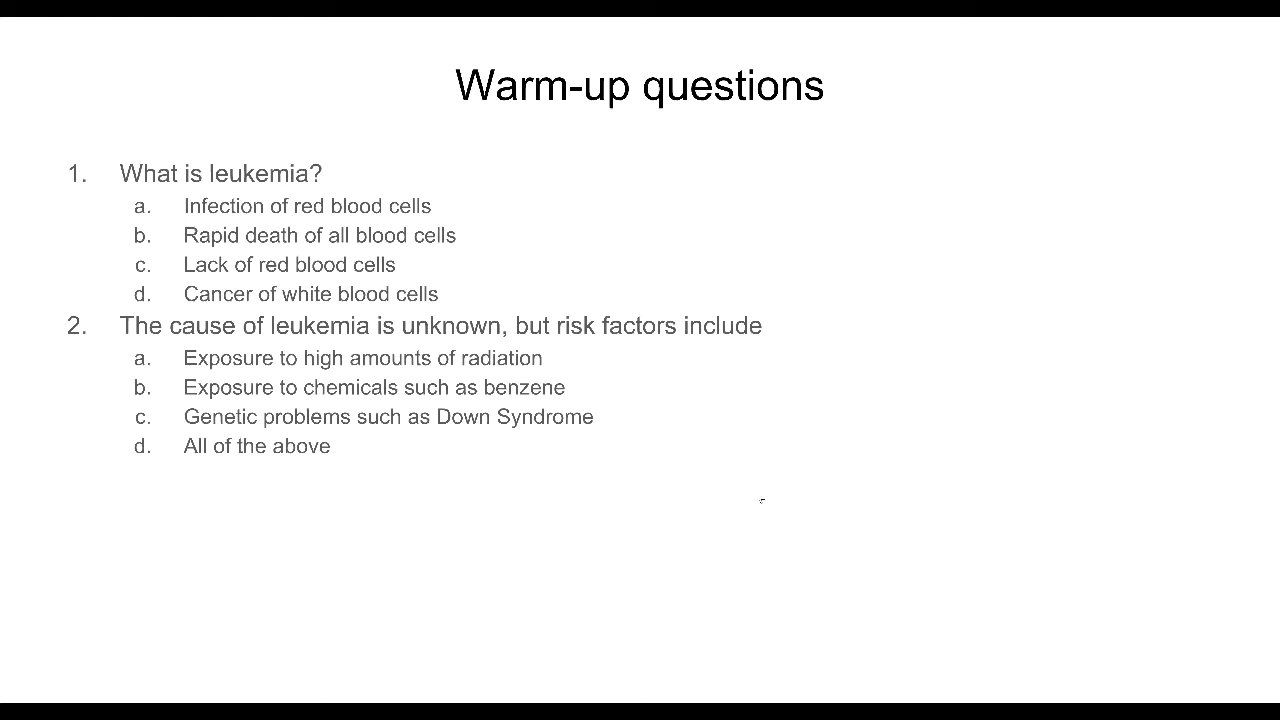 Warm-up questions
1. What is leukemia?
a. Infection of red blood cells
b. Rapid death of all blood cells
c. Lack of red blood cells
d. Cancer of white blood cells
2. The cause of leukemia is unknown, but risk factors include
a. Exposure to high amounts of radiation
b. Exposure to chemicals such as benzene
c. Genetic problems such as Down Syndrome
d. All of the above